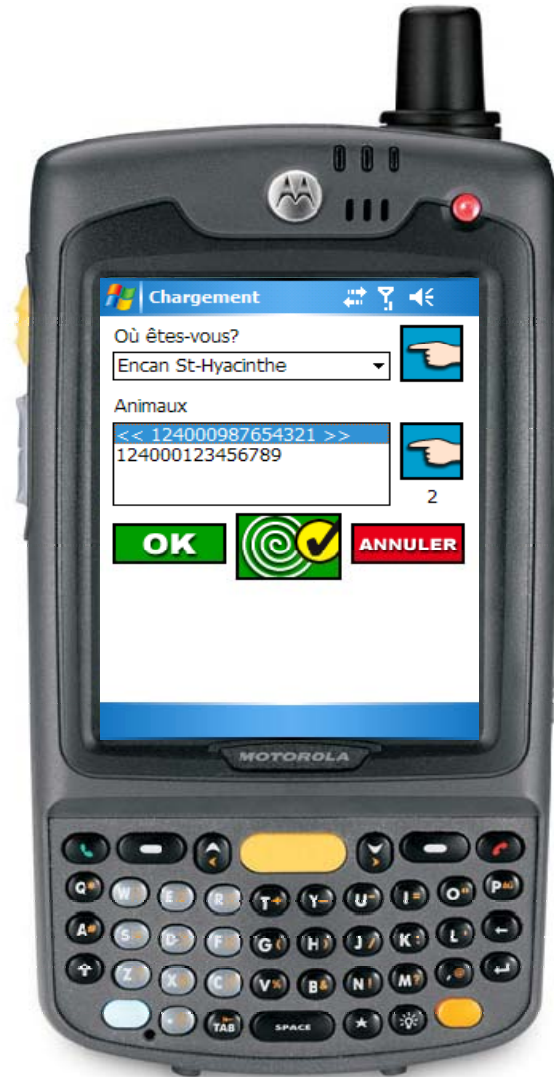 Chargement
Où êtes-vous?
Encan St-Hyacinthe
Animaux
<< 124000987654321 >>
124000123456789
2
OK
ANNULER
MOTOROLA
Q P
W E R T + Y - U I O
A S D F G ( H ) J / K : L '
Z X C V B & N ! M ? , @
TAB SPACE *